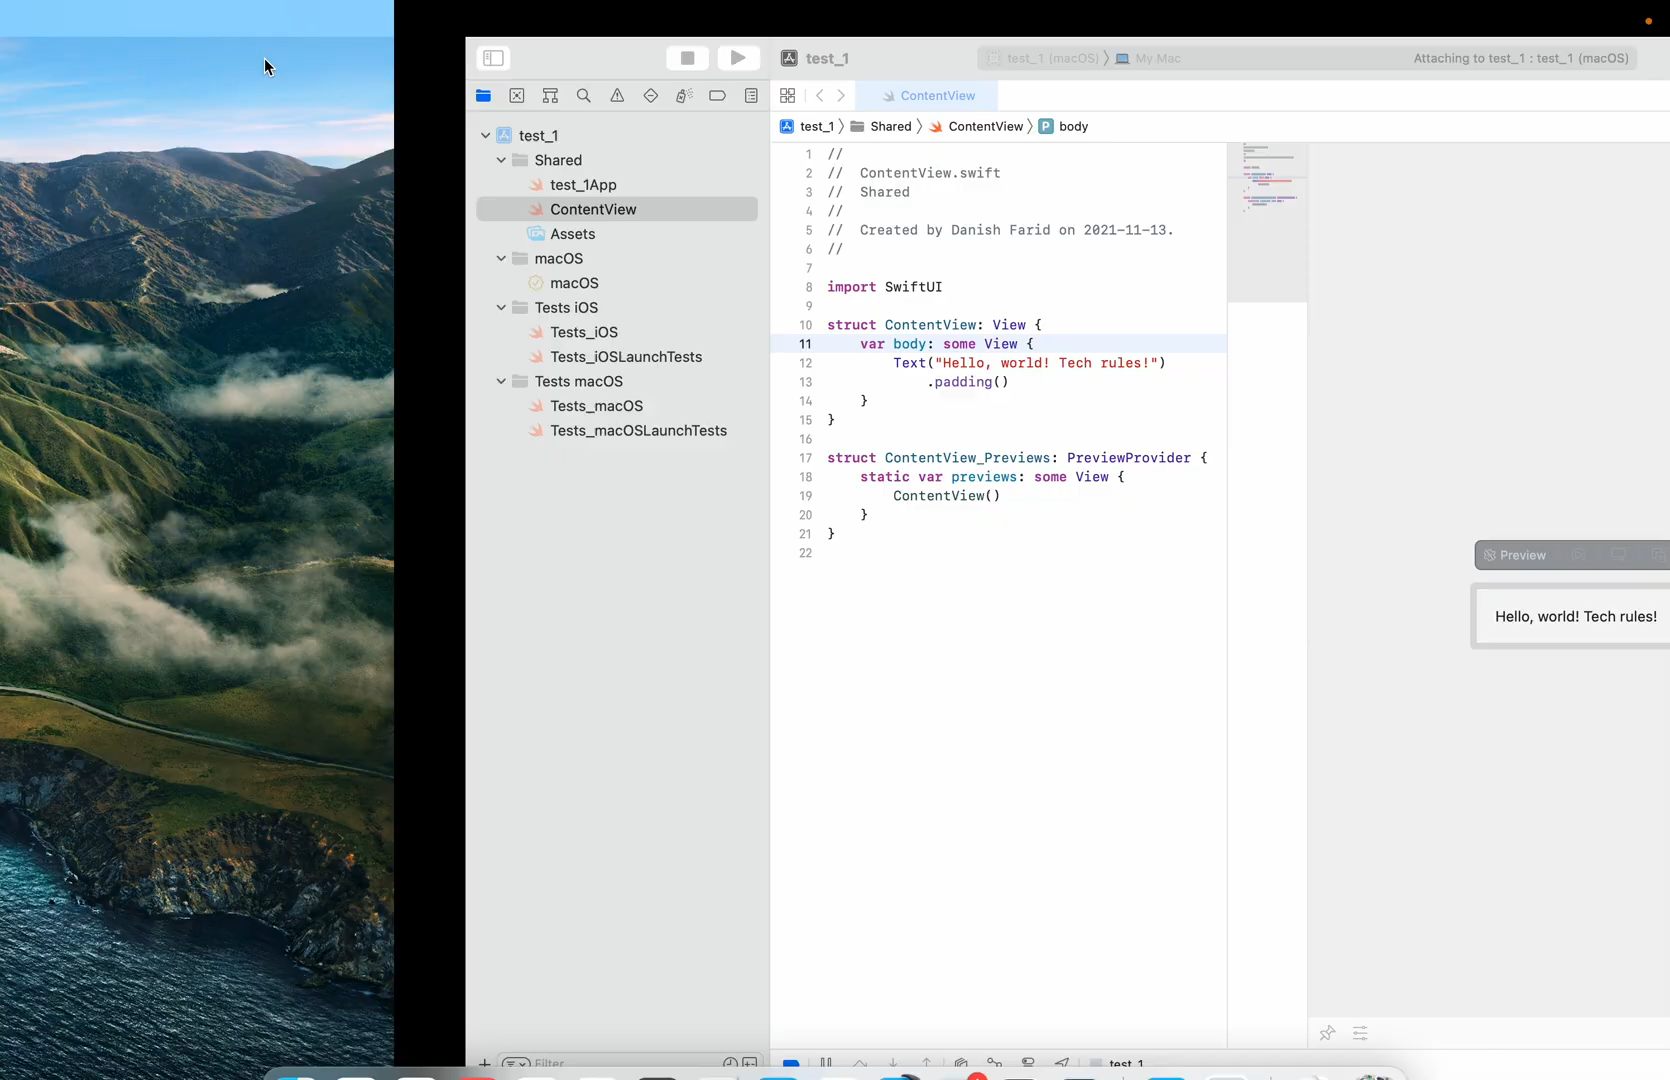 test_1
test_1 (macOS) 〉 My Mac
Attaching to test_1 : test_1 (macOS)
ContentView
test_1 〉 Shared 〉 ContentView 〉 P body
test_1
Shared
test_1App
ContentView
Assets
macOS
macOS
Tests iOS
Tests_iOS
Tests_iOSLaunchTests
Tests macOS
Tests_macOS
Tests_macOSLaunchTests
1 //
2 //  ContentView.swift
3 //  Shared
4 //
5 //  Created by Danish Farid on 2021-11-13.
6 //
7
8 import SwiftUI
9
10 struct ContentView: View {
11     var body: some View {
12         Text("Hello, world! Tech rules!")
13             .padding()
14     }
15 }
16
17 struct ContentView_Previews: PreviewProvider {
18     static var previews: some View {
19         ContentView()
20     }
21 }
22
Preview
Hello, world! Tech rules!
Filter
test_1